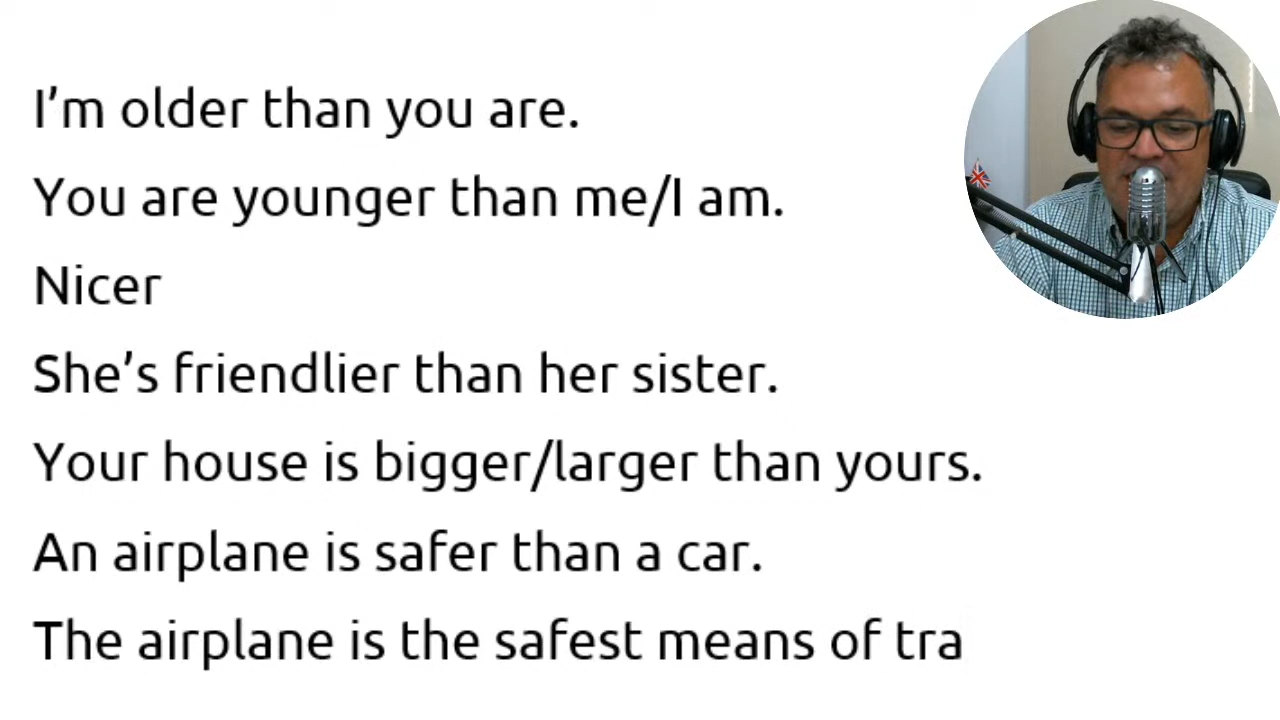 I’m older than you are.
You are younger than me/I am.
Nicer
She’s friendlier than her sister.
Your house is bigger/larger than yours.
An airplane is safer than a car.
The airplane is the safest means of tra